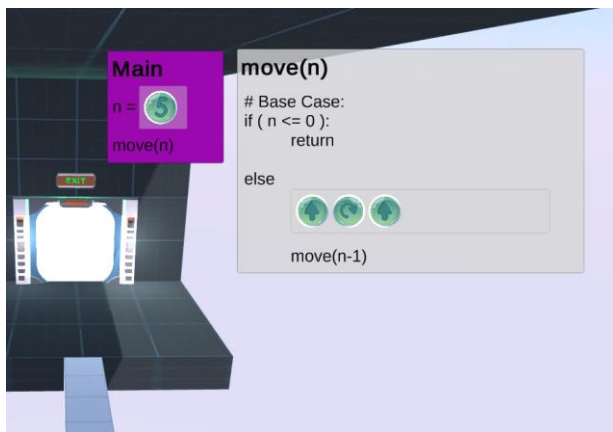 Main
n = 5
move(n)
EXIT
move(n)
# Base Case:
if ( n <= 0 ):
return
else
move(n-1)